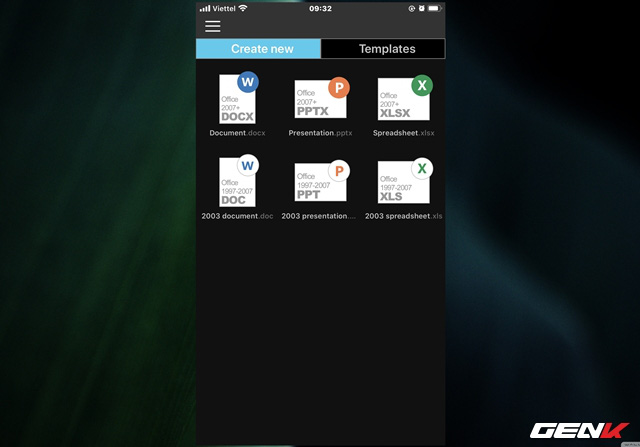 Viettel 09:32
Create new Templates
W P X
Office Office Office
2007+ 2007+ 2007+
DOCX PPTX XLSX
Document.docx Presentation.pptx Spreadsheet.xlsx
W P X
Office Office Office
1997-2007 1997-2007 1997-2007
DOC PPT XLS
2003 document.doc 2003 presentation.... 2003 spreadsheet.xls
GENK